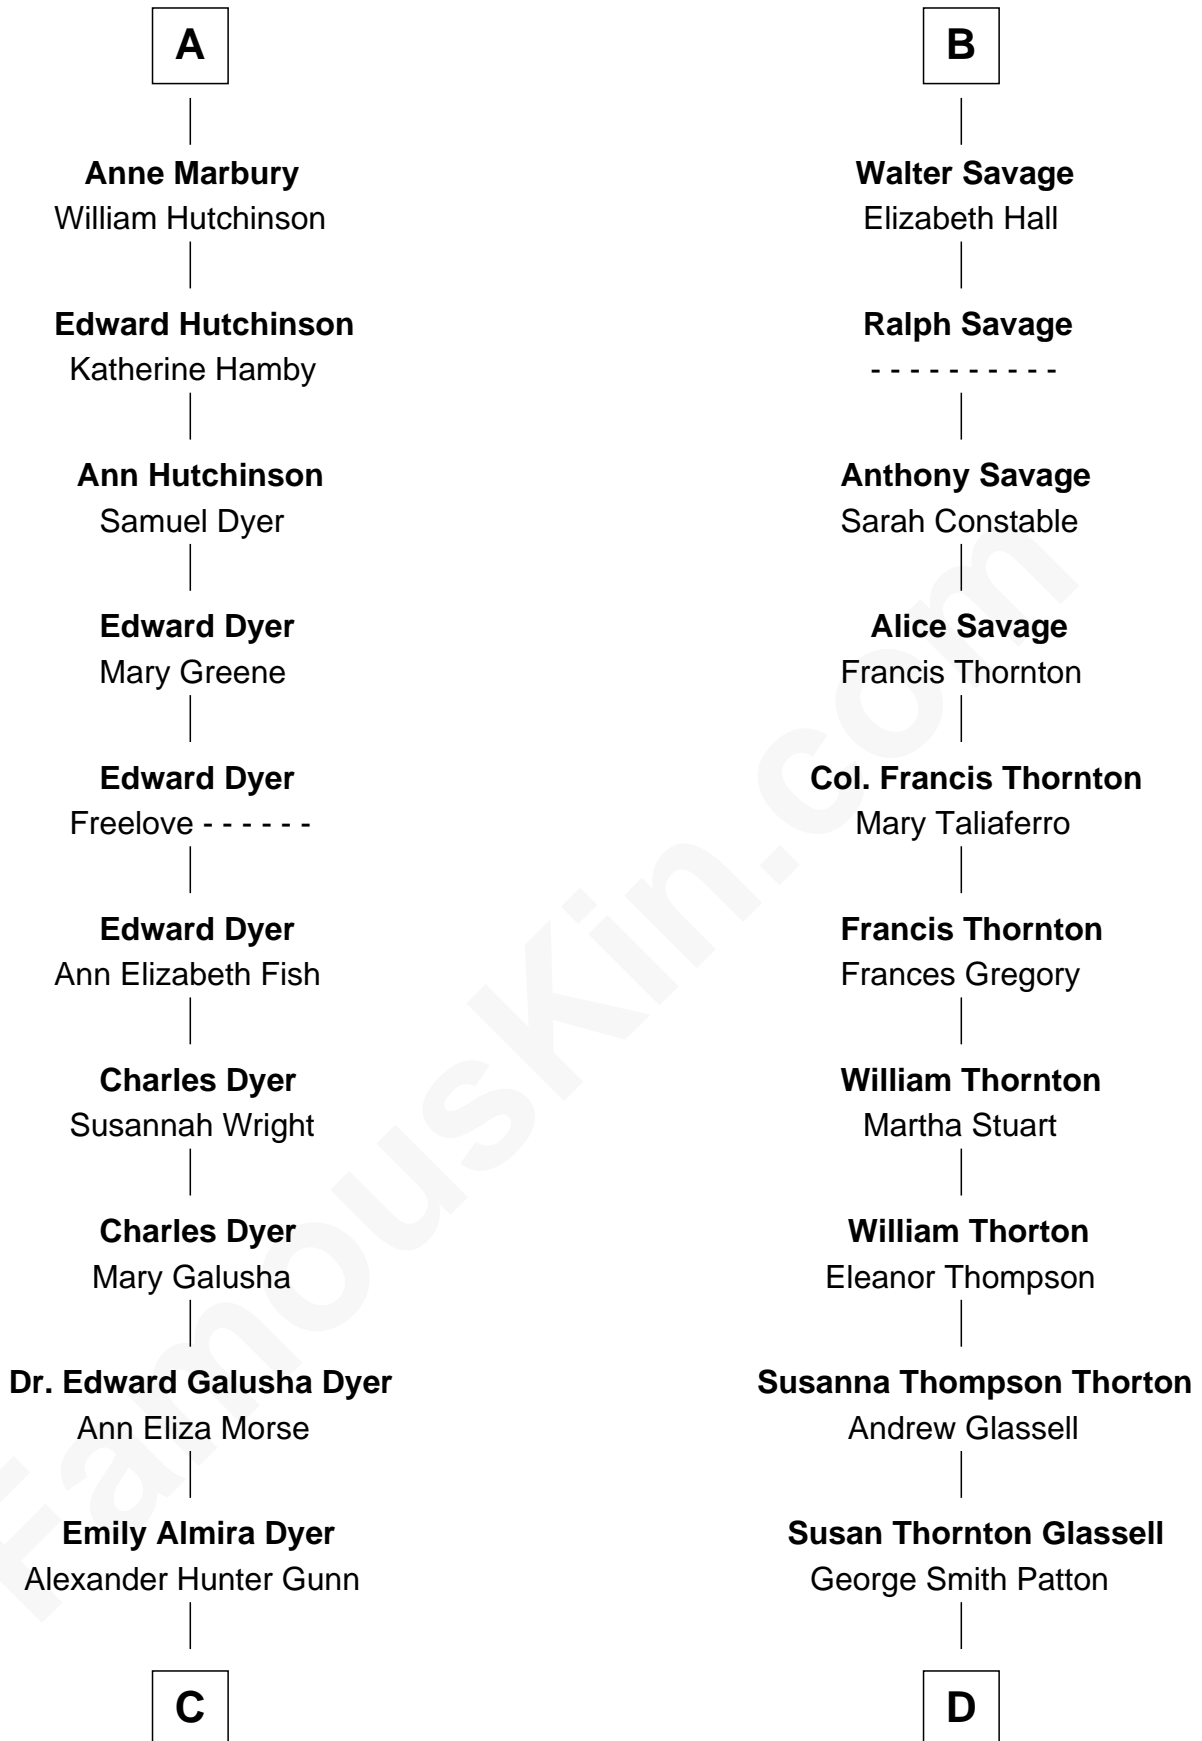 A
Anne Marbury
William Hutchinson
Edward Hutchinson
Katherine Hamby
Ann Hutchinson
Samuel Dyer
Edward Dyer
Mary Greene
Edward Dyer
Freelove - - - - - -
Edward Dyer
Ann Elizabeth Fish
Charles Dyer
Susannah Wright
Charles Dyer
Mary Galusha
Dr. Edward Galusha Dyer
Ann Eliza Morse
Emily Almira Dyer
Alexander Hunter Gunn
C
B
Walter Savage
Elizabeth Hall
Ralph Savage
- - - - - - - - - -
Anthony Savage
Sarah Constable
Alice Savage
Francis Thornton
Col. Francis Thornton
Mary Taliaferro
Francis Thornton
Frances Gregory
William Thornton
Martha Stuart
William Thorton
Eleanor Thompson
Susanna Thompson Thorton
Andrew Glassell
Susan Thornton Glassell
George Smith Patton
D
FamousKin.com